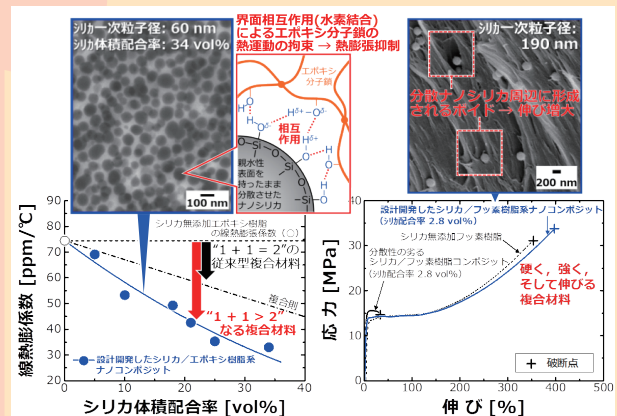 シリカ一次粒子径: 60 nm
シリカ体積配合率: 34 vol%
100 nm
界面相互作用(水素結合)
によるエポキシ分子鎖の
熱運動の拘束 → 熱膨張抑制
エポキシ
分子鎖
相互
作用
親水性
表面を
持ったまま
分散させた
ナノシリカ
線熱膨張係数 [ppm/℃]
90
80
70
60
50
40
30
20
シリカ無添加エポキシ樹脂
の線熱膨張係数 (○)
“1 + 1 = 2”の
従来型複合材料
複合則
“1 + 1 > 2”
なる複合材料
設計開発したシリカ/エポキシ樹脂系
ナノコンポジット
0
10
20
30
40
シリカ体積配合率 [vol%]
シリカ一次粒子径:
190 nm
分散ナノシリカ周辺に形成
されるボイド → 伸び増大
200 nm
応力 [MPa]
40
30
20
10
0
設計開発したシリカ/フッ素樹脂系ナノコンポジット
(シリカ配合率 2.8 vol%)
シリカ無添加フッ素樹脂
分散性の劣る
シリカ/フッ素樹脂コンポジット
(シリカ配合率 2.8 vol%)
硬く，強く，
そして伸びる
複合材料
+ 破断点
0
100
200
300
400
500
伸び [%]